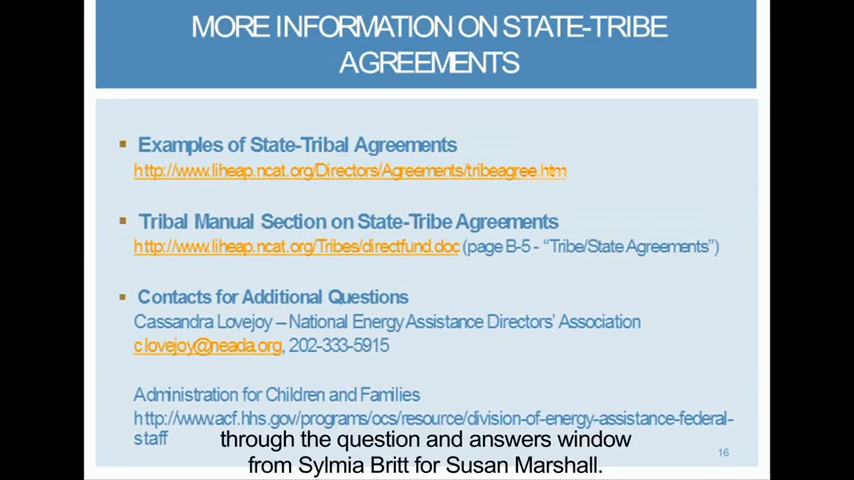 MORE INFORMATION ON STATE-TRIBE
AGREEMENTS
Examples of State-Tribal Agreements
http://www.liheap.ncat.org/Directors/Agreements/tribeagree.htm
Tribal Manual Section on State-Tribe Agreements
http://www.liheap.ncat.org/Tribes/directfund.doc (page B-5 - “Tribe/State Agreements”)
Contacts for Additional Questions
Cassandra Lovejoy – National Energy Assistance Directors’ Association
clovejoy@neada.org, 202-333-5915
Administration for Children and Families
http://www.acf.hhs.gov/programs/ocs/resource/division-of-energy-assistance-federal-
staff
through the question and answers window
from Sylmia Britt for Susan Marshall.
16